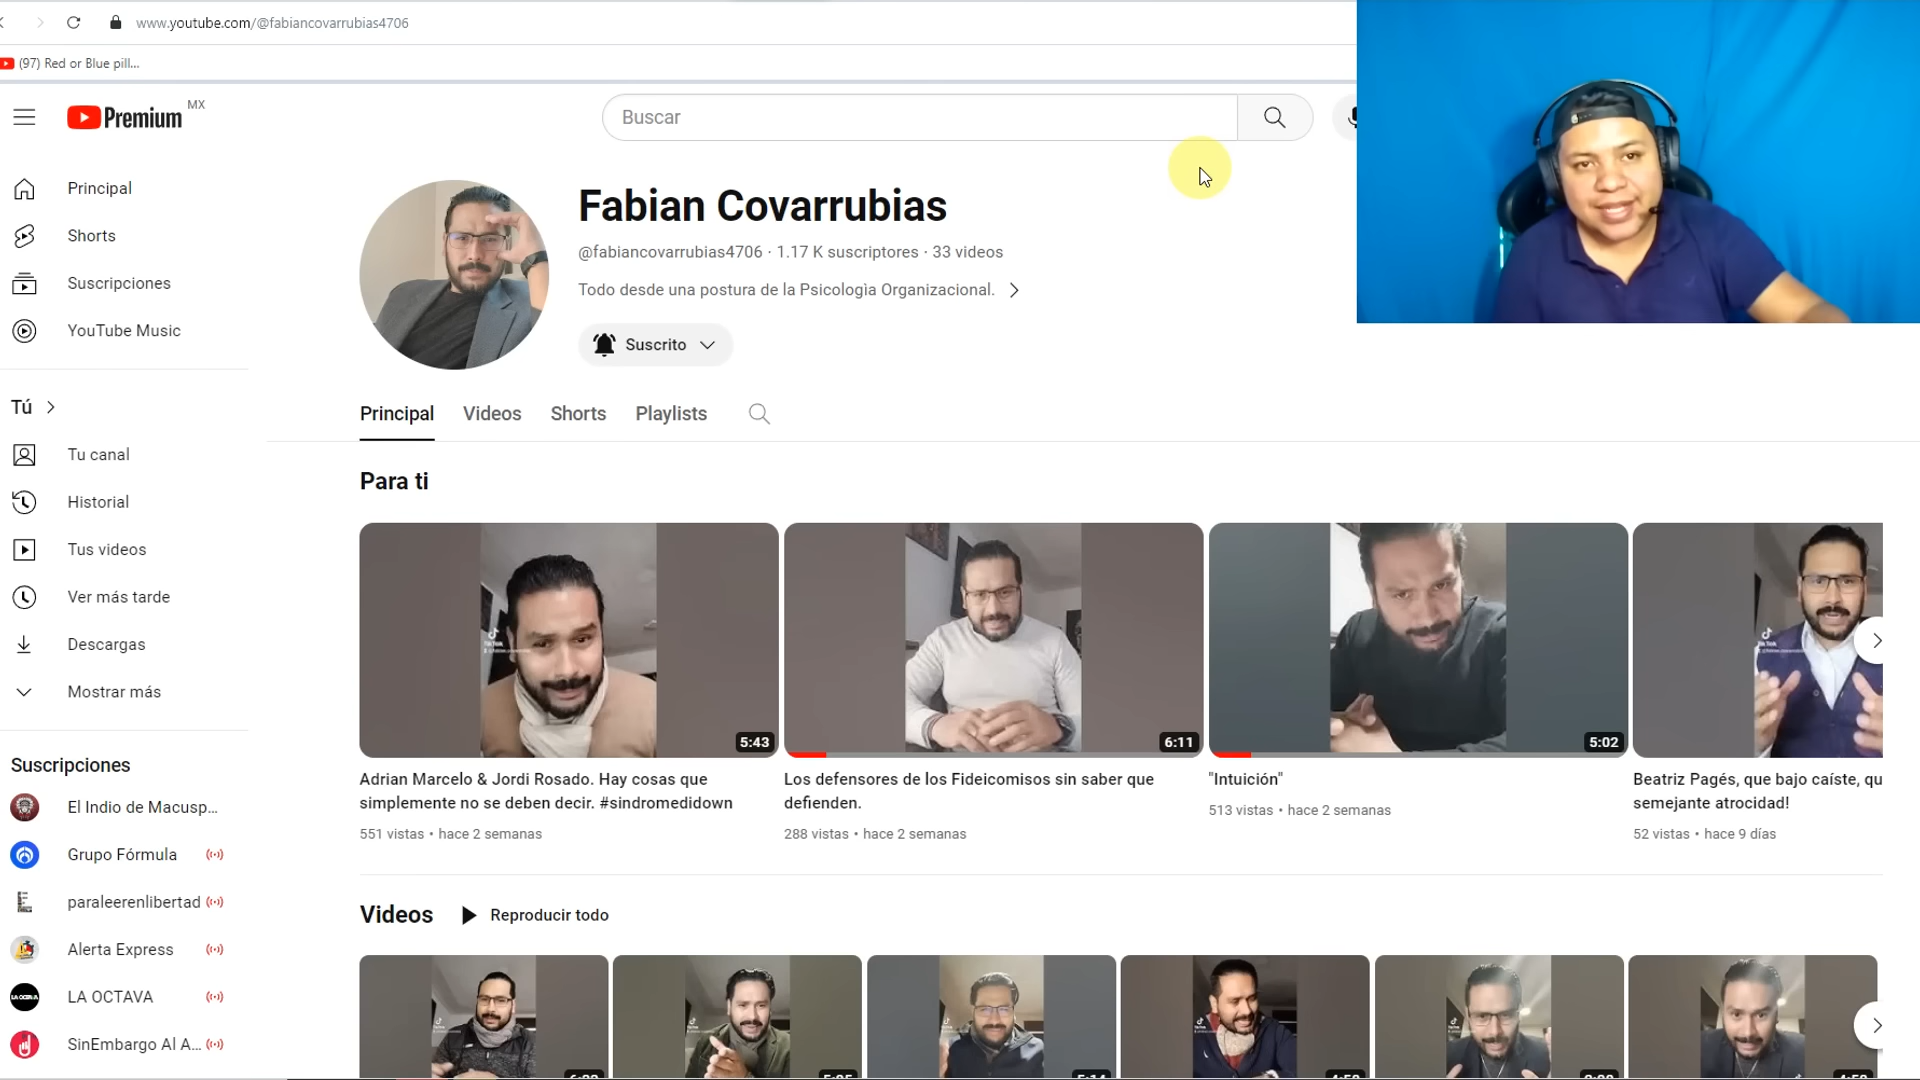 www.youtube.com/@fabiancovarrubias4706
(97) Red or Blue pill...
Premium MX
Buscar
Principal
Shorts
Suscripciones
YouTube Music
Tú
Tu canal
Historial
Tus videos
Ver más tarde
Descargas
Mostrar más
Suscripciones
El Indio de Macusp...
Grupo Fórmula
paraleerenlibertad
Alerta Express
LA OCTAVA
SinEmbargo Al A...
Fabian Covarrubias
@fabiancovarrubias4706 · 1.17 K suscriptores · 33 videos
Todo desde una postura de la Psicologìa Organizacional.
Suscrito
Principal Videos Shorts Playlists
Para ti
5:43
Adrian Marcelo & Jordi Rosado. Hay cosas que
simplemente no se deben decir. #sindromedidown
551 vistas • hace 2 semanas
6:11
Los defensores de los Fideicomisos sin saber que
defienden.
288 vistas • hace 2 semanas
5:02
"Intuición"
513 vistas • hace 2 semanas
Beatriz Pagés, que bajo caíste, qu
semejante atrocidad!
52 vistas • hace 9 días
Videos Reproducir todo